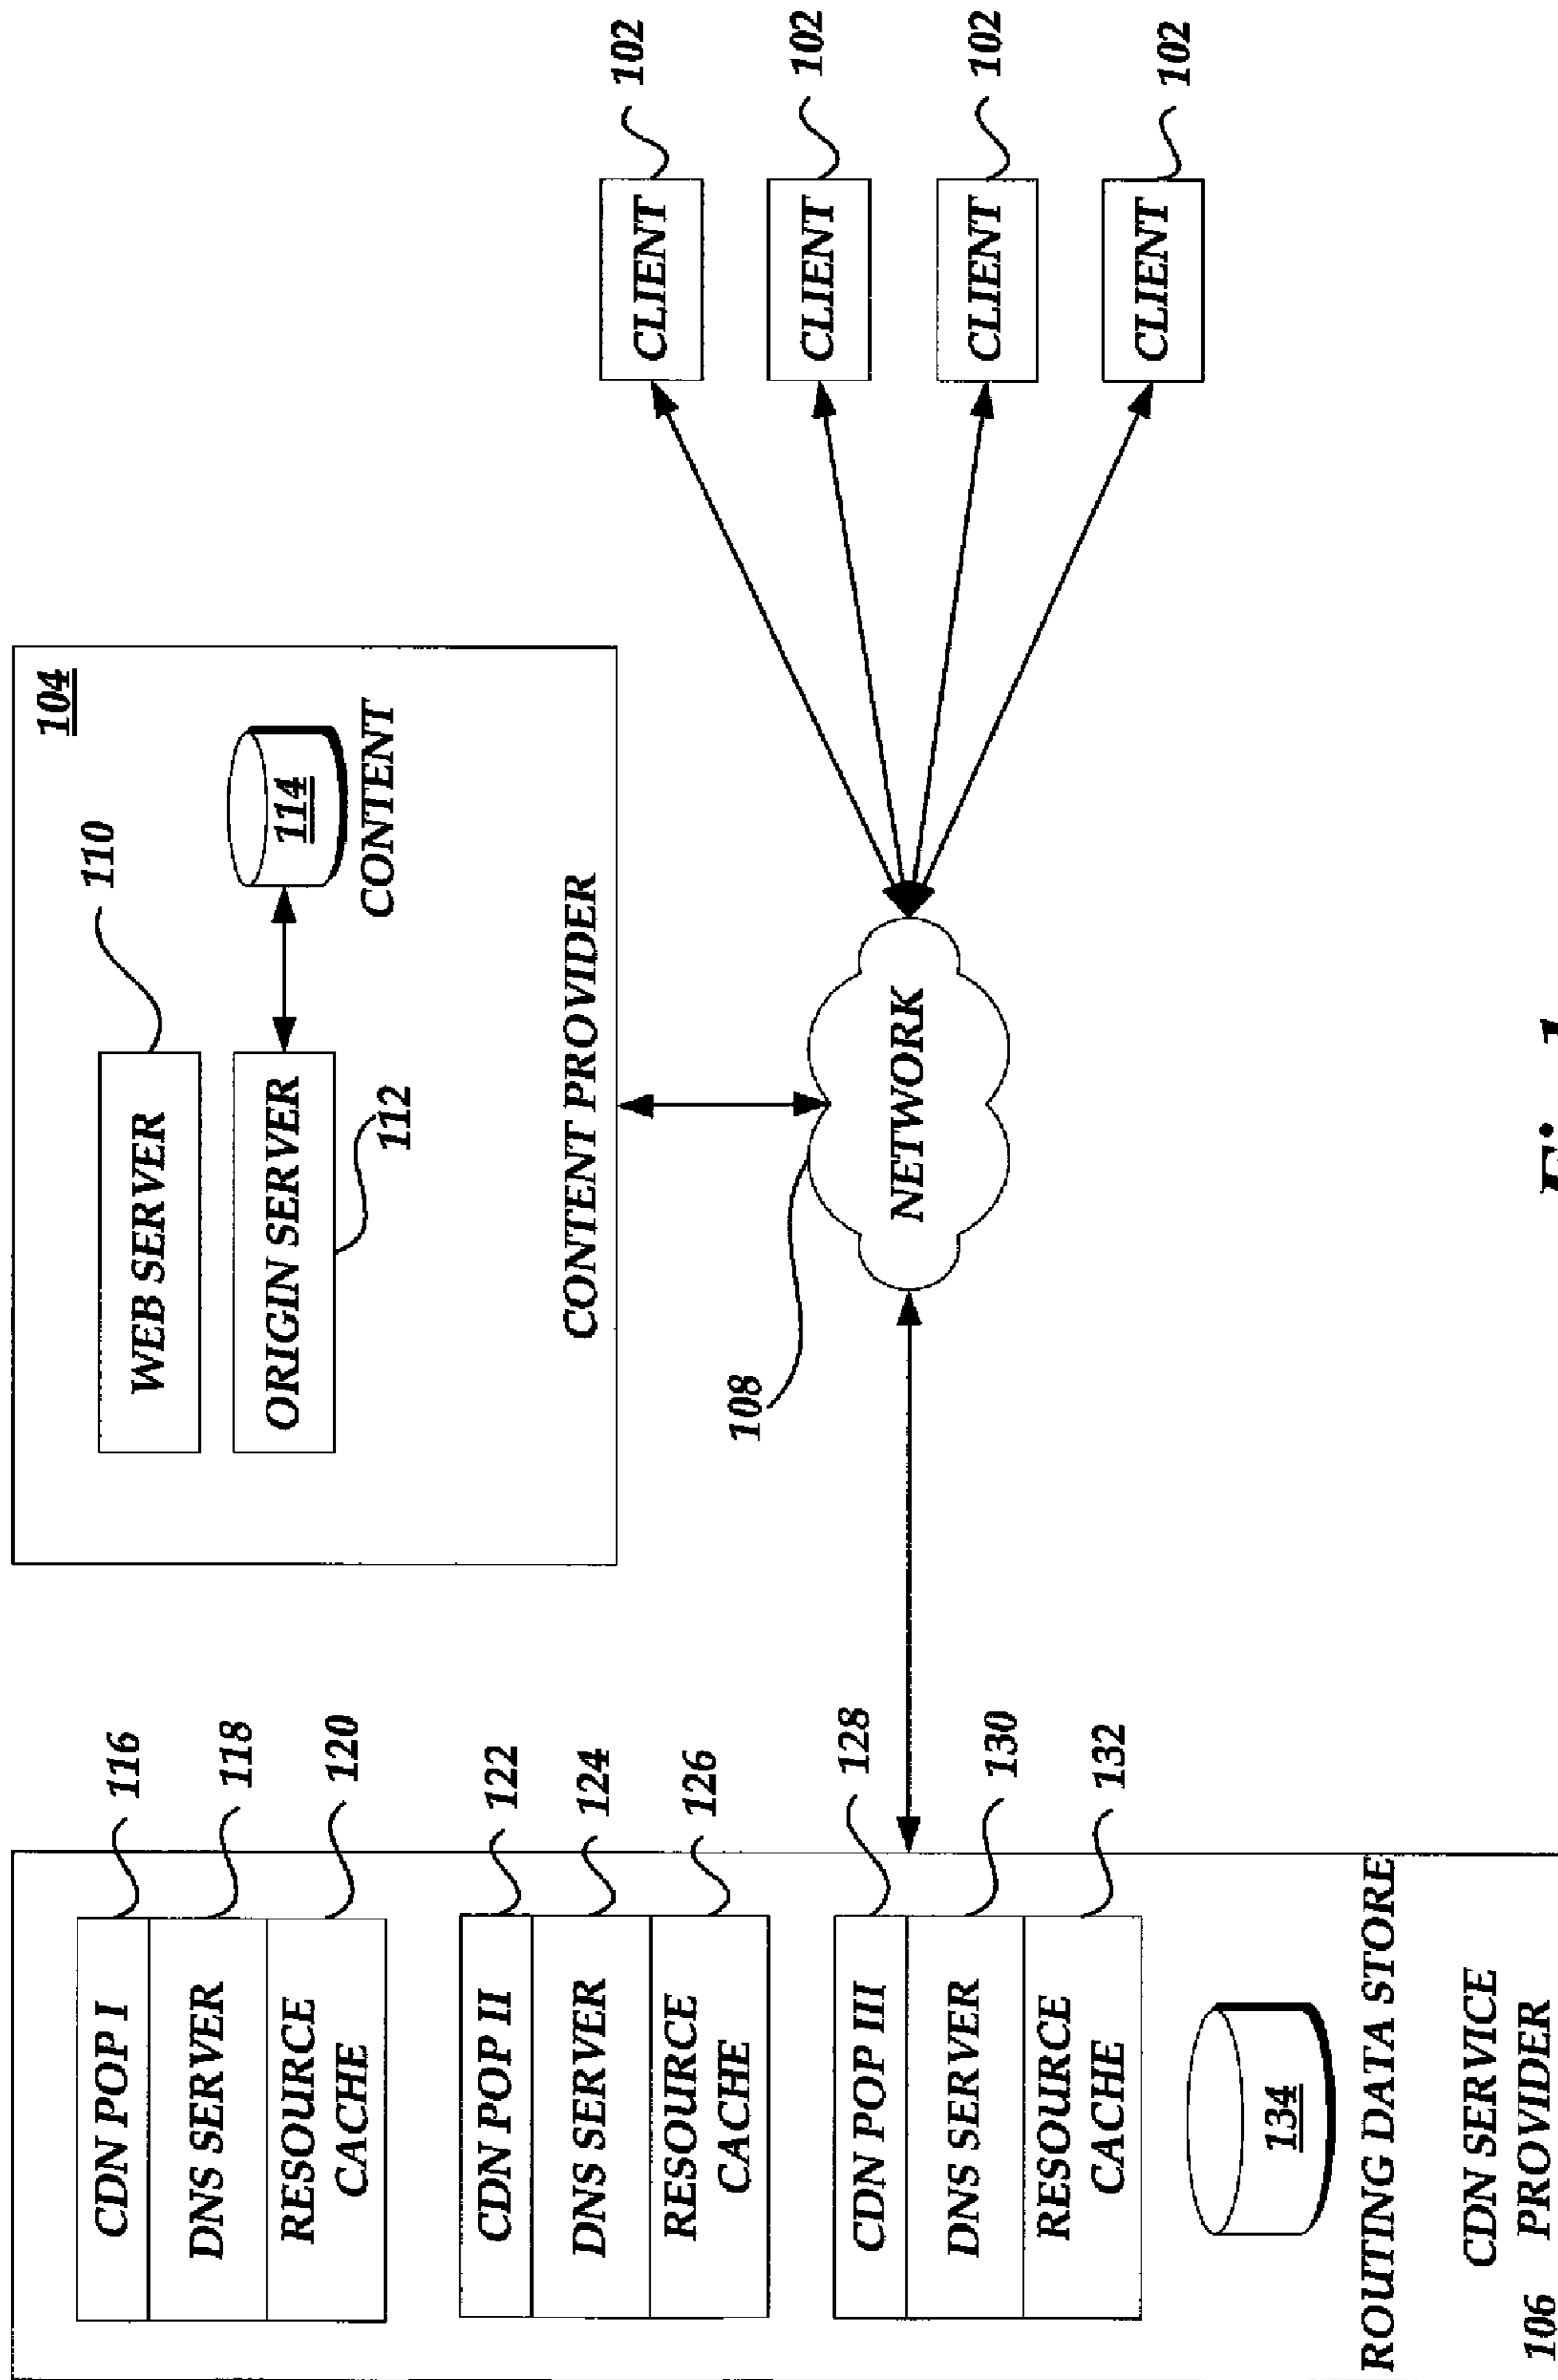 CDN POP I
116
DNS SERVER
118
RESOURCE
CACHE
120
CDN POP II
122
DNS SERVER
124
RESOURCE
CACHE
126
CDN POP III
128
DNS SERVER
130
RESOURCE
CACHE
132
134
ROUTING DATA STORE
CDN SERVICE
PROVIDER
106
104
WEB SERVER
110
ORIGIN SERVER
112
114
CONTENT
CONTENT PROVIDER
108
NETWORK
CLIENT
102
CLIENT
102
CLIENT
102
CLIENT
102